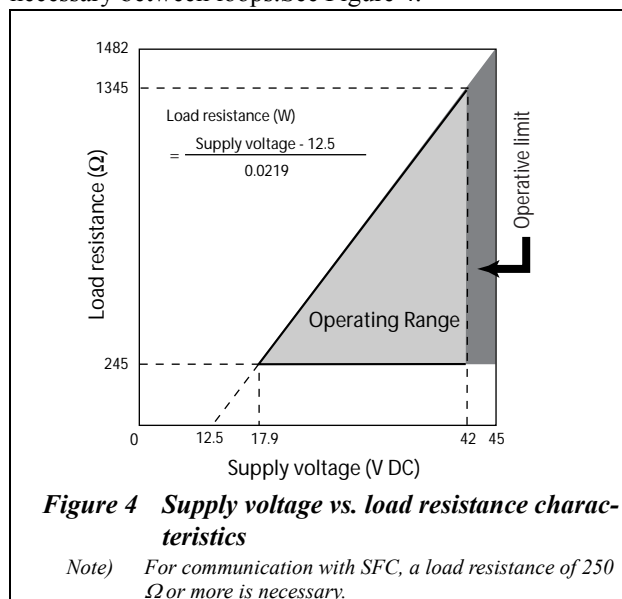 necessary between loops.See Figure 4.
1482
1345
Load resistance (W)
= Supply voltage - 12.5
0.0219
Load resistance (Ω)
Operative limit
Operating Range
245
0 12.5 17.9 42 45
Supply voltage (V DC)
Figure 4 Supply voltage vs. load resistance charac-
teristics
Note) For communication with SFC, a load resistance of 250
Ω or more is necessary.